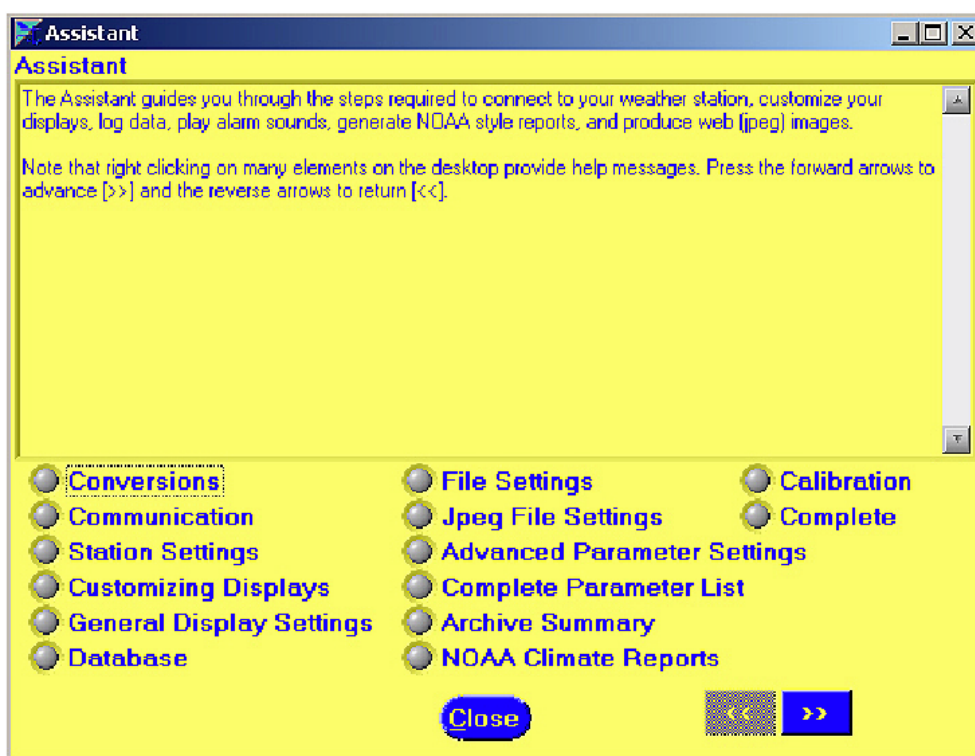 Assistant
Assistant
The Assistant guides you through the steps required to connect to your weather station, customize your
displays, log data, play alarm sounds, generate NOAA style reports, and produce web (jpeg) images.
Note that right clicking on many elements on the desktop provide help messages. Press the forward arrows to
advance [>>] and the reverse arrows to return [<<].
Conversions
Communication
Station Settings
Customizing Displays
General Display Settings
Database
File Settings
Jpeg File Settings
Advanced Parameter Settings
Complete Parameter List
Archive Summary
NOAA Climate Reports
Calibration
Complete
Close
<< >>